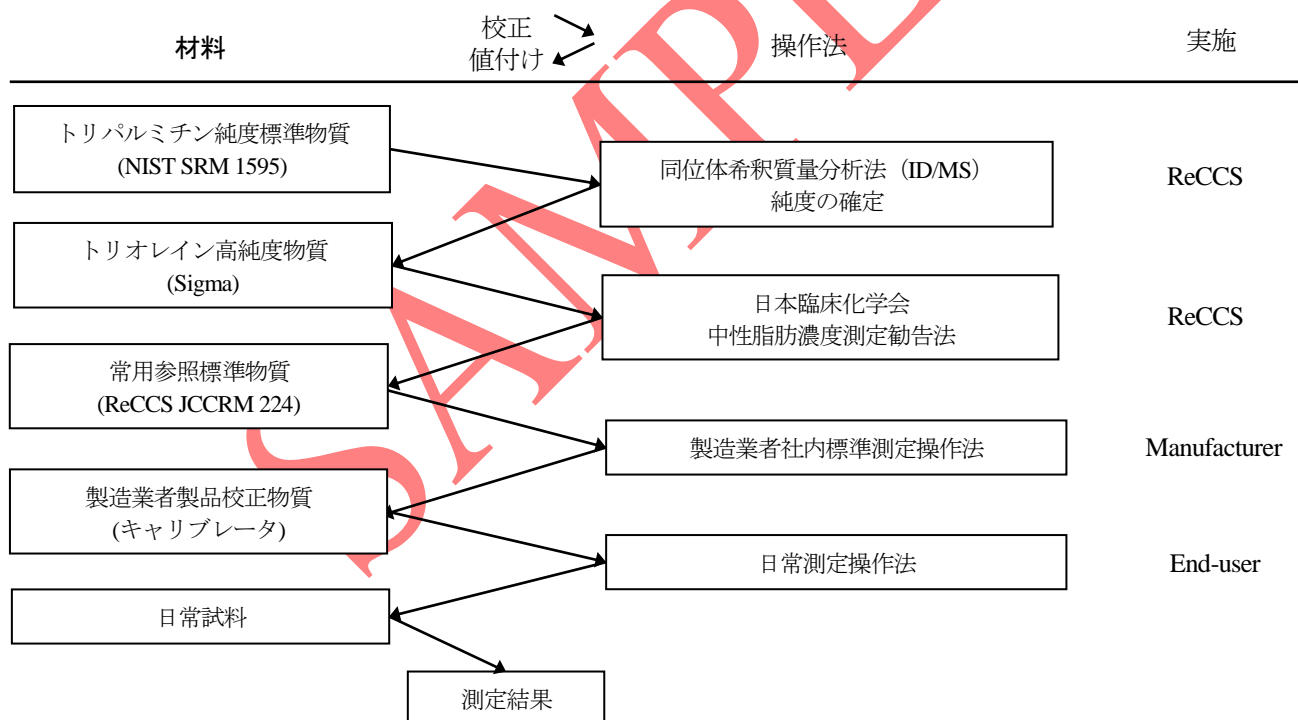 材料
校正
値付け
操作法
実施
トリパルミチン純度標準物質
(NIST SRM 1595)
同位体希釈質量分析法（ID/MS）
純度の確定
ReCCS
トリオレイン高純度物質
(Sigma)
日本臨床化学会
中性脂肪濃度測定勧告法
ReCCS
常用参照標準物質
(ReCCS JCCRM 224)
製造業者社内標準測定操作法
Manufacturer
製造業者製品校正物質
(キャリブレータ)
日常測定操作法
End-user
日常試料
測定結果
SAMPLE